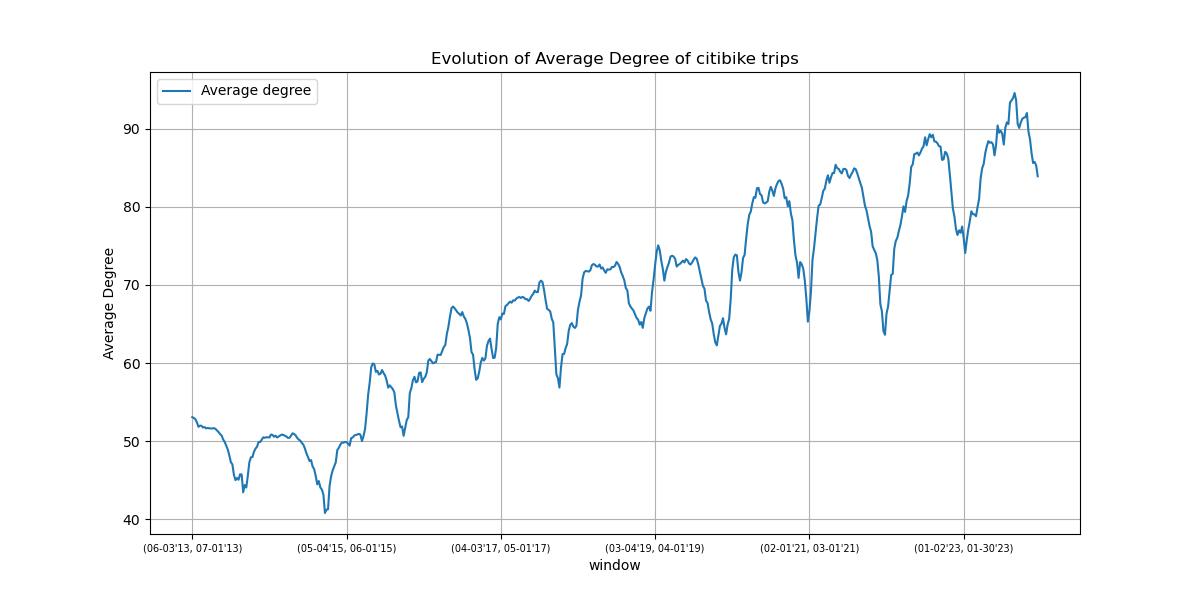 Evolution of Average Degree of citibike trips
Average degree
Average Degree
90
80
70
60
50
40
(06-03'13, 07-01'13) (05-04'15, 06-01'15) (04-03'17, 05-01'17) (03-04'19, 04-01'19) (02-01'21, 03-01'21) (01-02'23, 01-30'23)
window